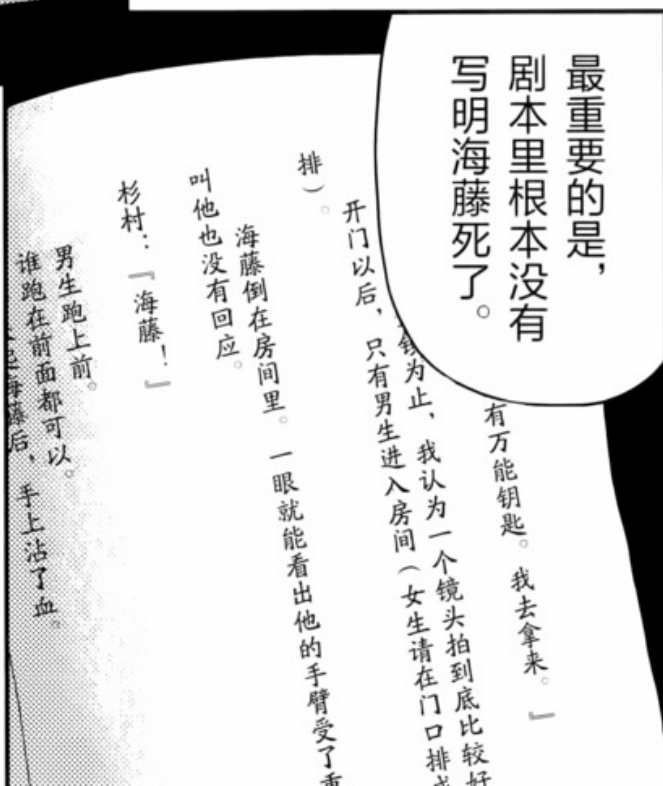 最重要的是，
剧本里根本没有
写明海藤死了。
有万能钥匙。我去拿来。』
为止，我认为一个镜头拍到底比较好
开门以后，只有男生进入房间（女生请在门口排成
排）。
海藤倒在房间里。一眼就能看出他的手臂受了重
叫他也没有回应。
杉村：『海藤！』
男生跑上前。
谁跑在前面都可以。
海藤后，手上沾了血。